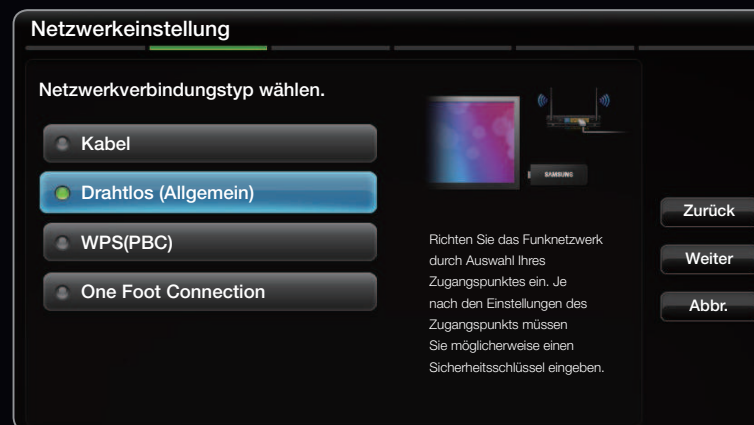 Netzwerkeinstellung
Netzwerkverbindungstyp wählen.
Kabel
Drahtlos (Allgemein)
WPS(PBC)
One Foot Connection
SAMSUNG
Richten Sie das Funknetzwerk
durch Auswahl Ihres
Zugangspunktes ein. Je
nach den Einstellungen des
Zugangspunkts müssen
Sie möglicherweise einen
Sicherheitsschlüssel eingeben.
Zurück
Weiter
Abbr.